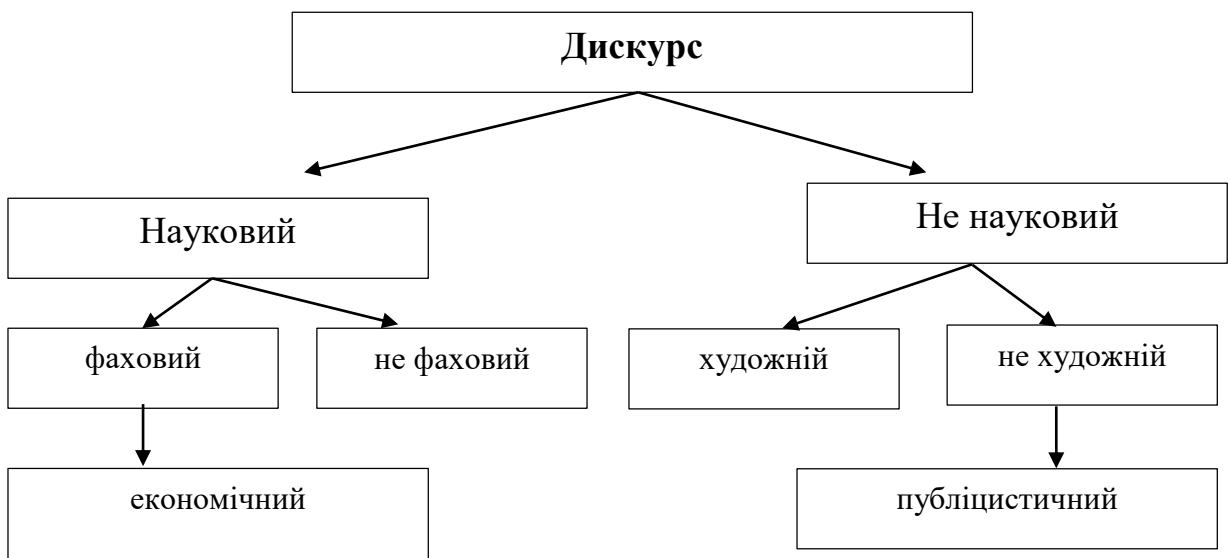 Дискурс
Науковий
Не науковий
фаховий
не фаховий
художній
не художній
економічний
публіцистичний